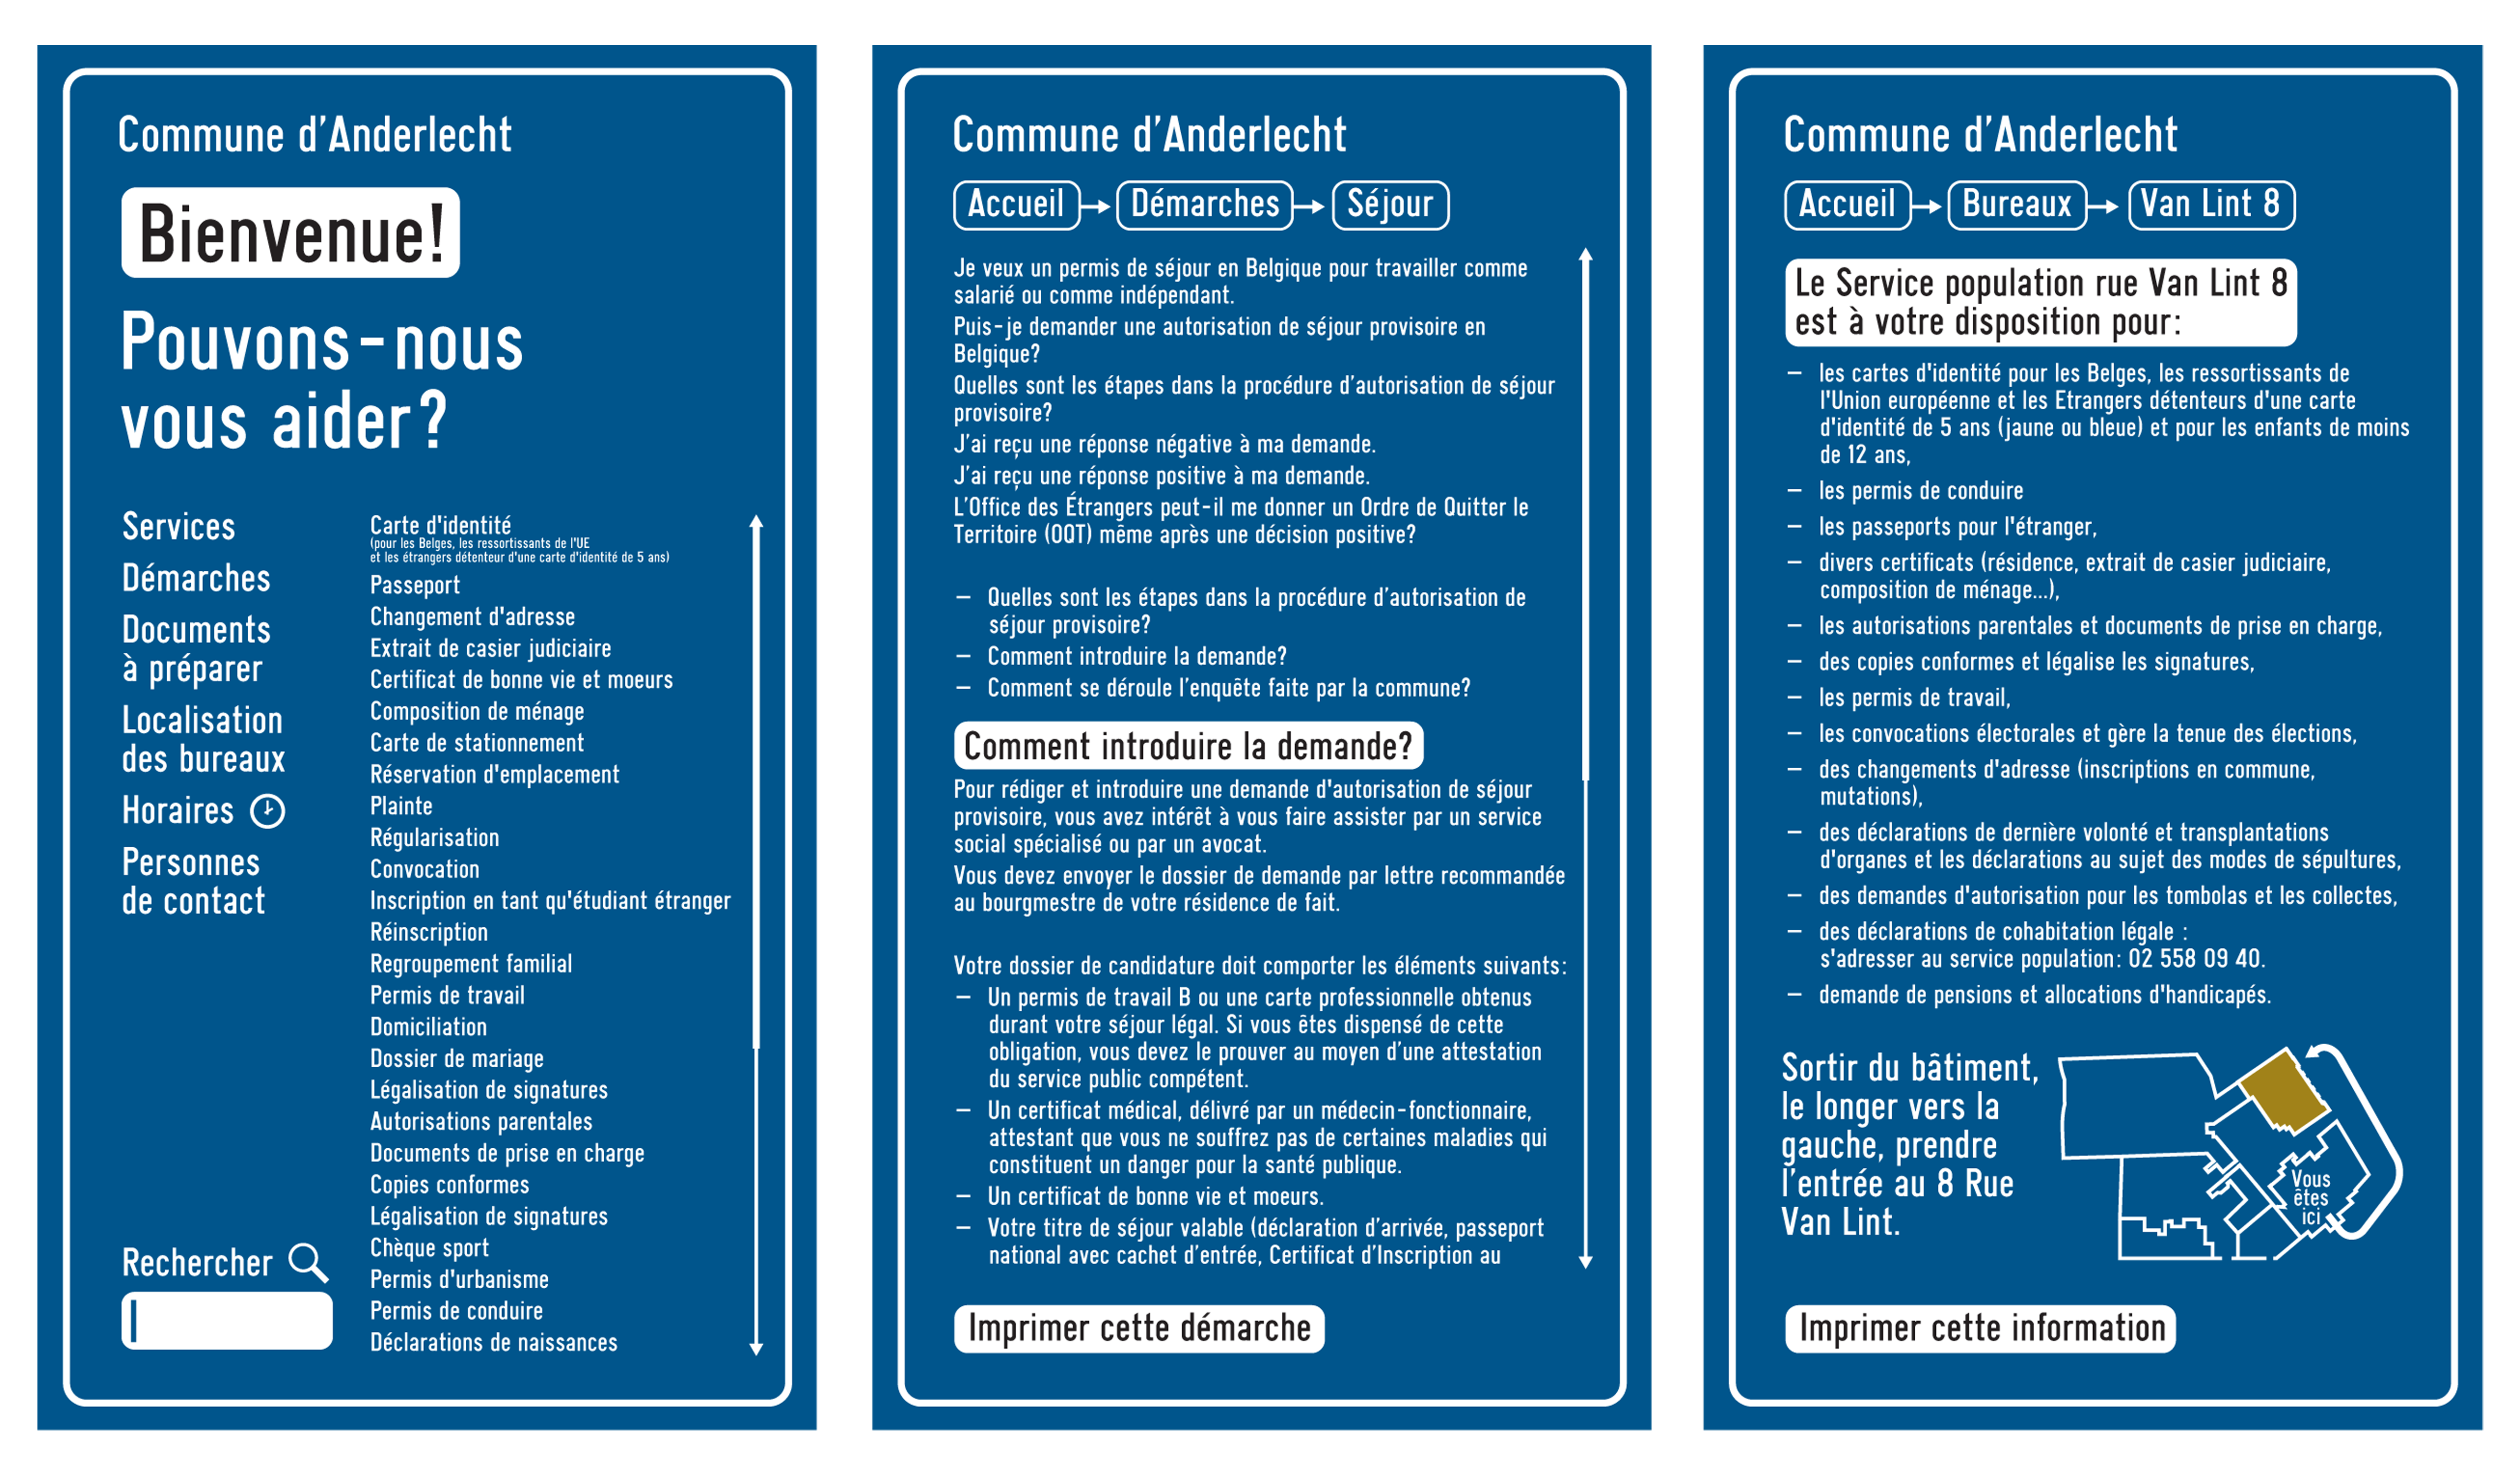 Commune d’Anderlecht
Bienvenue!
Pouvons-nous
vous aider?
Services
Démarches
Documents
à préparer
Localisation
des bureaux
Horaires
Personnes
de contact
Rechercher
Carte d'identité
(pour les Belges, les ressortissants de l'UE
et les étrangers détenteur d'une carte d'identité de 5 ans)
Passeport
Changement d'adresse
Extrait de casier judiciaire
Certificat de bonne vie et moeurs
Composition de ménage
Carte de stationnement
Réservation d'emplacement
Plainte
Régularisation
Convocation
Inscription en tant qu'étudiant étranger
Réinscription
Regroupement familial
Permis de travail
Domiciliation
Dossier de mariage
Légalisation de signatures
Autorisations parentales
Documents de prise en charge
Copies conformes
Légalisation de signatures
Chèque sport
Permis d'urbanisme
Permis de conduire
Déclarations de naissances
Commune d’Anderlecht
Accueil Démarches Séjour
Je veux un permis de séjour en Belgique pour travailler comme
salarié ou comme indépendant.
Puis-je demander une autorisation de séjour provisoire en
Belgique?
Quelles sont les étapes dans la procédure d’autorisation de séjour
provisoire?
J’ai reçu une réponse négative à ma demande.
J’ai reçu une réponse positive à ma demande.
L’Office des Étrangers peut-il me donner un Ordre de Quitter le
Territoire (OQT) même après une décision positive?
– Quelles sont les étapes dans la procédure d’autorisation de
séjour provisoire?
– Comment introduire la demande?
– Comment se déroule l’enquête faite par la commune?
Comment introduire la demande?
Pour rédiger et introduire une demande d'autorisation de séjour
provisoire, vous avez intérêt à vous faire assister par un service
social spécialisé ou par un avocat.
Vous devez envoyer le dossier de demande par lettre recommandée
au bourgmestre de votre résidence de fait.
Votre dossier de candidature doit comporter les éléments suivants:
– Un permis de travail B ou une carte professionnelle obtenus
durant votre séjour légal. Si vous êtes dispensé de cette
obligation, vous devez le prouver au moyen d’une attestation
du service public compétent.
– Un certificat médical, délivré par un médecin-fonctionnaire,
attestant que vous ne souffrez pas de certaines maladies qui
constituent un danger pour la santé publique.
– Un certificat de bonne vie et moeurs.
– Votre titre de séjour valable (déclaration d’arrivée, passeport
national avec cachet d’entrée, Certificat d’Inscription au
Imprimer cette démarche
Commune d’Anderlecht
Accueil Bureaux Van Lint 8
Le Service population rue Van Lint 8
est à votre disposition pour:
– les cartes d'identité pour les Belges, les ressortissants de
l'Union européenne et les Etrangers détenteurs d'une carte
d'identité de 5 ans (jaune ou bleue) et pour les enfants de moins
de 12 ans,
– les permis de conduire
– les passeports pour l'étranger,
– divers certificats (résidence, extrait de casier judiciaire,
composition de ménage...),
– les autorisations parentales et documents de prise en charge,
– des copies conformes et légalise les signatures,
– les permis de travail,
– les convocations électorales et gère la tenue des élections,
– des changements d'adresse (inscriptions en commune,
mutations),
– des déclarations de dernière volonté et transplantations
d'organes et les déclarations au sujet des modes de sépultures,
– des demandes d'autorisation pour les tombolas et les collectes,
– des déclarations de cohabitation légale :
s'adresser au service population: 02 558 09 40.
– demande de pensions et allocations d'handicapés.
Sortir du bâtiment,
le longer vers la
gauche, prendre
l’entrée au 8 Rue
Van Lint.
Vous
êtes
ici
Imprimer cette information